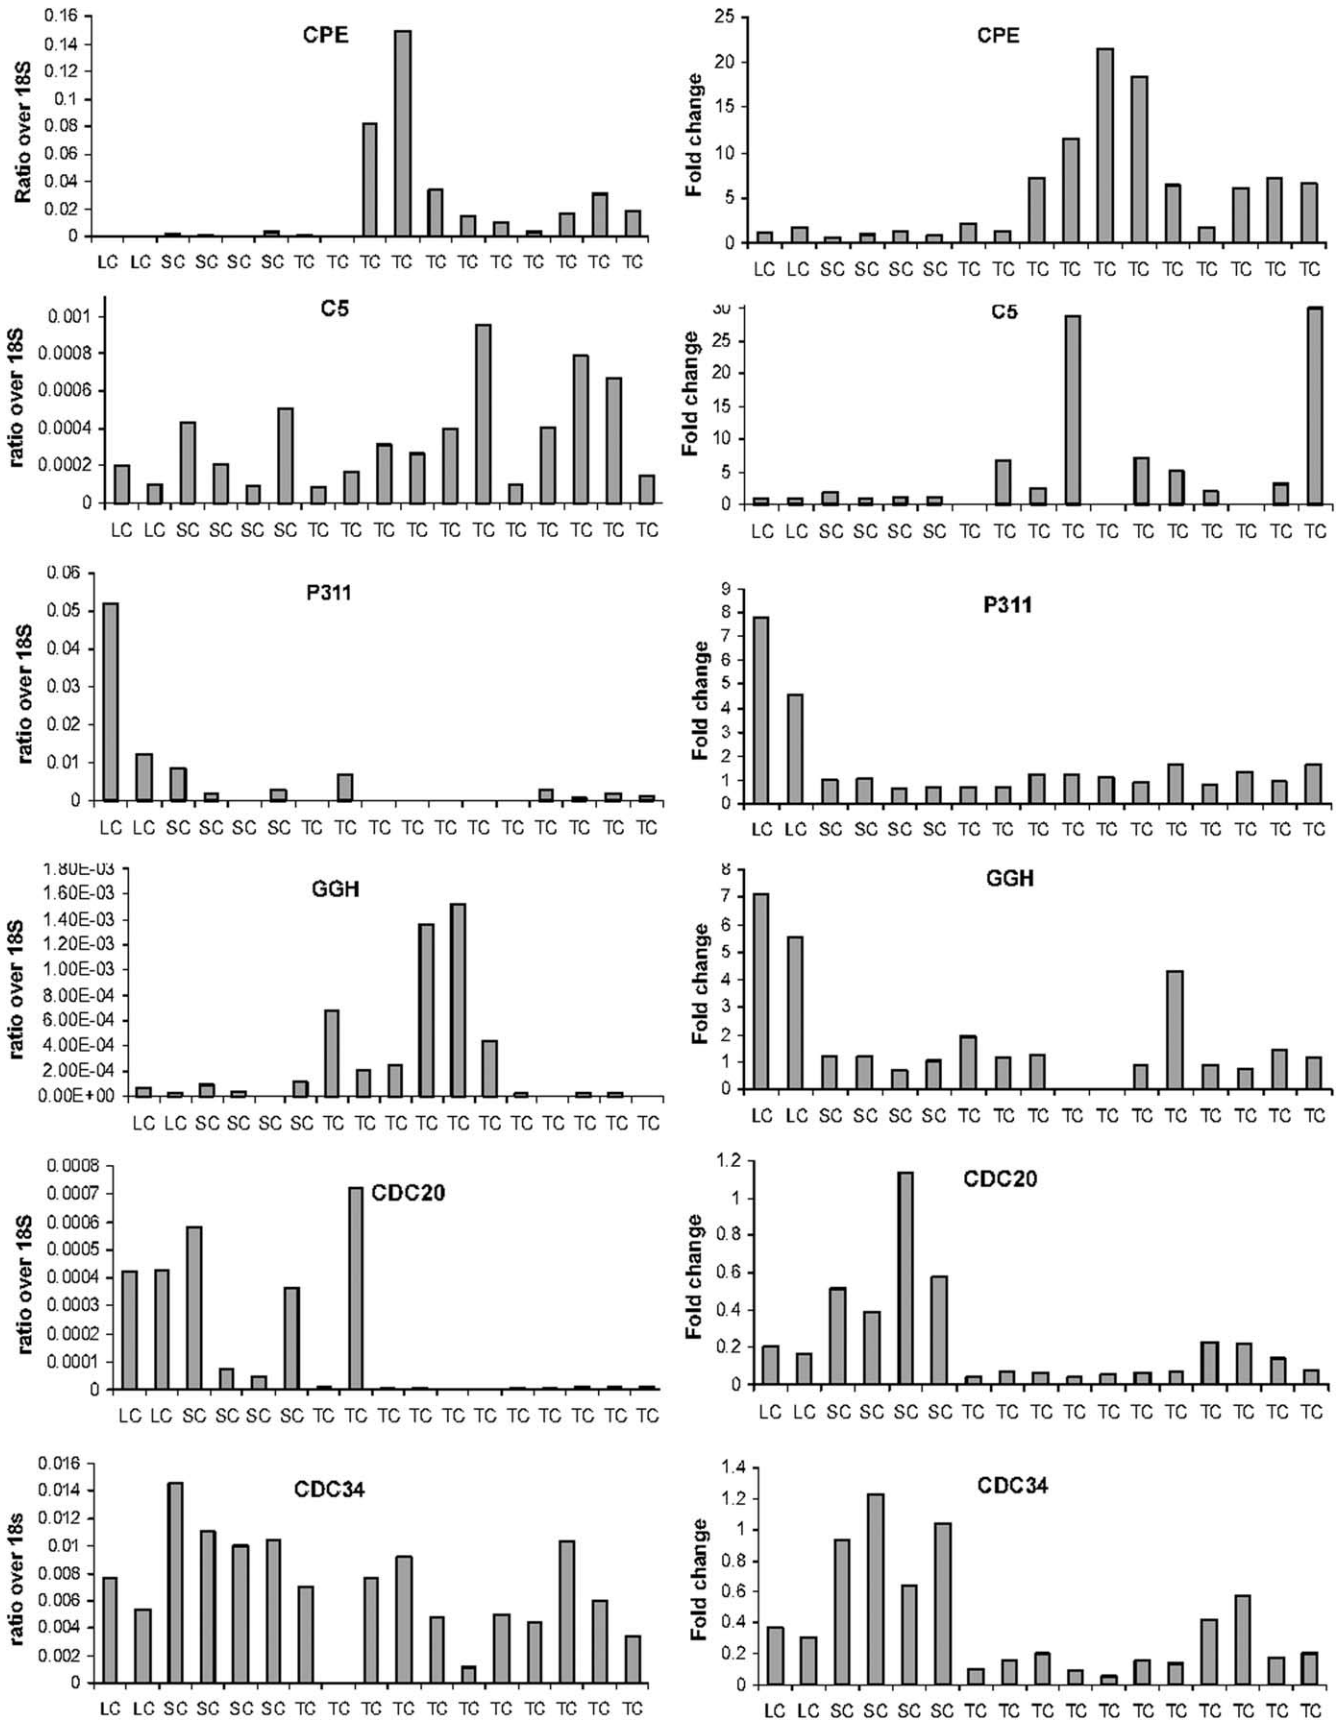 CPE
Ratio over 18S
0.16
0.14
0.12
0.1
0.08
0.06
0.04
0.02
0
LC LC SC SC SC SC TC TC TC TC TC TC TC TC TC TC TC
CPE
Fold change
25
20
15
10
5
0
LC LC SC SC SC SC TC TC TC TC TC TC TC TC TC TC TC
C5
ratio over 18S
0.001
0.0008
0.0006
0.0004
0.0002
0
LC LC SC SC SC SC TC TC TC TC TC TC TC TC TC TC TC
C5
Fold change
30
25
20
15
10
5
0
LC LC SC SC SC SC TC TC TC TC TC TC TC TC TC TC TC
P311
ratio over 18S
0.06
0.05
0.04
0.03
0.02
0.01
0
LC LC SC SC SC SC TC TC TC TC TC TC TC TC TC TC TC
P311
Fold change
9
8
7
6
5
4
3
2
1
0
LC LC SC SC SC SC TC TC TC TC TC TC TC TC TC TC TC
GGH
ratio over 18S
1.80E-03
1.60E-03
1.40E-03
1.20E-03
1.00E-03
8.00E-04
6.00E-04
4.00E-04
2.00E-04
0.00E+00
LC LC SC SC SC SC TC TC TC TC TC TC TC TC TC TC TC
GGH
Fold change
8
7
6
5
4
3
2
1
0
LC LC SC SC SC SC TC TC TC TC TC TC TC TC TC TC TC
CDC20
ratio over 18S
0.0008
0.0007
0.0006
0.0005
0.0004
0.0003
0.0002
0.0001
0
LC LC SC SC SC SC TC TC TC TC TC TC TC TC TC TC TC
CDC20
Fold change
1.2
1
0.8
0.6
0.4
0.2
0
LC LC SC SC SC SC TC TC TC TC TC TC TC TC TC TC TC
CDC34
ratio over 18s
0.016
0.014
0.012
0.01
0.008
0.006
0.004
0.002
0
LC LC SC SC SC SC TC TC TC TC TC TC TC TC TC TC TC
CDC34
Fold change
1.4
1.2
1
0.8
0.6
0.4
0.2
0
LC LC SC SC SC SC TC TC TC TC TC TC TC TC TC TC TC